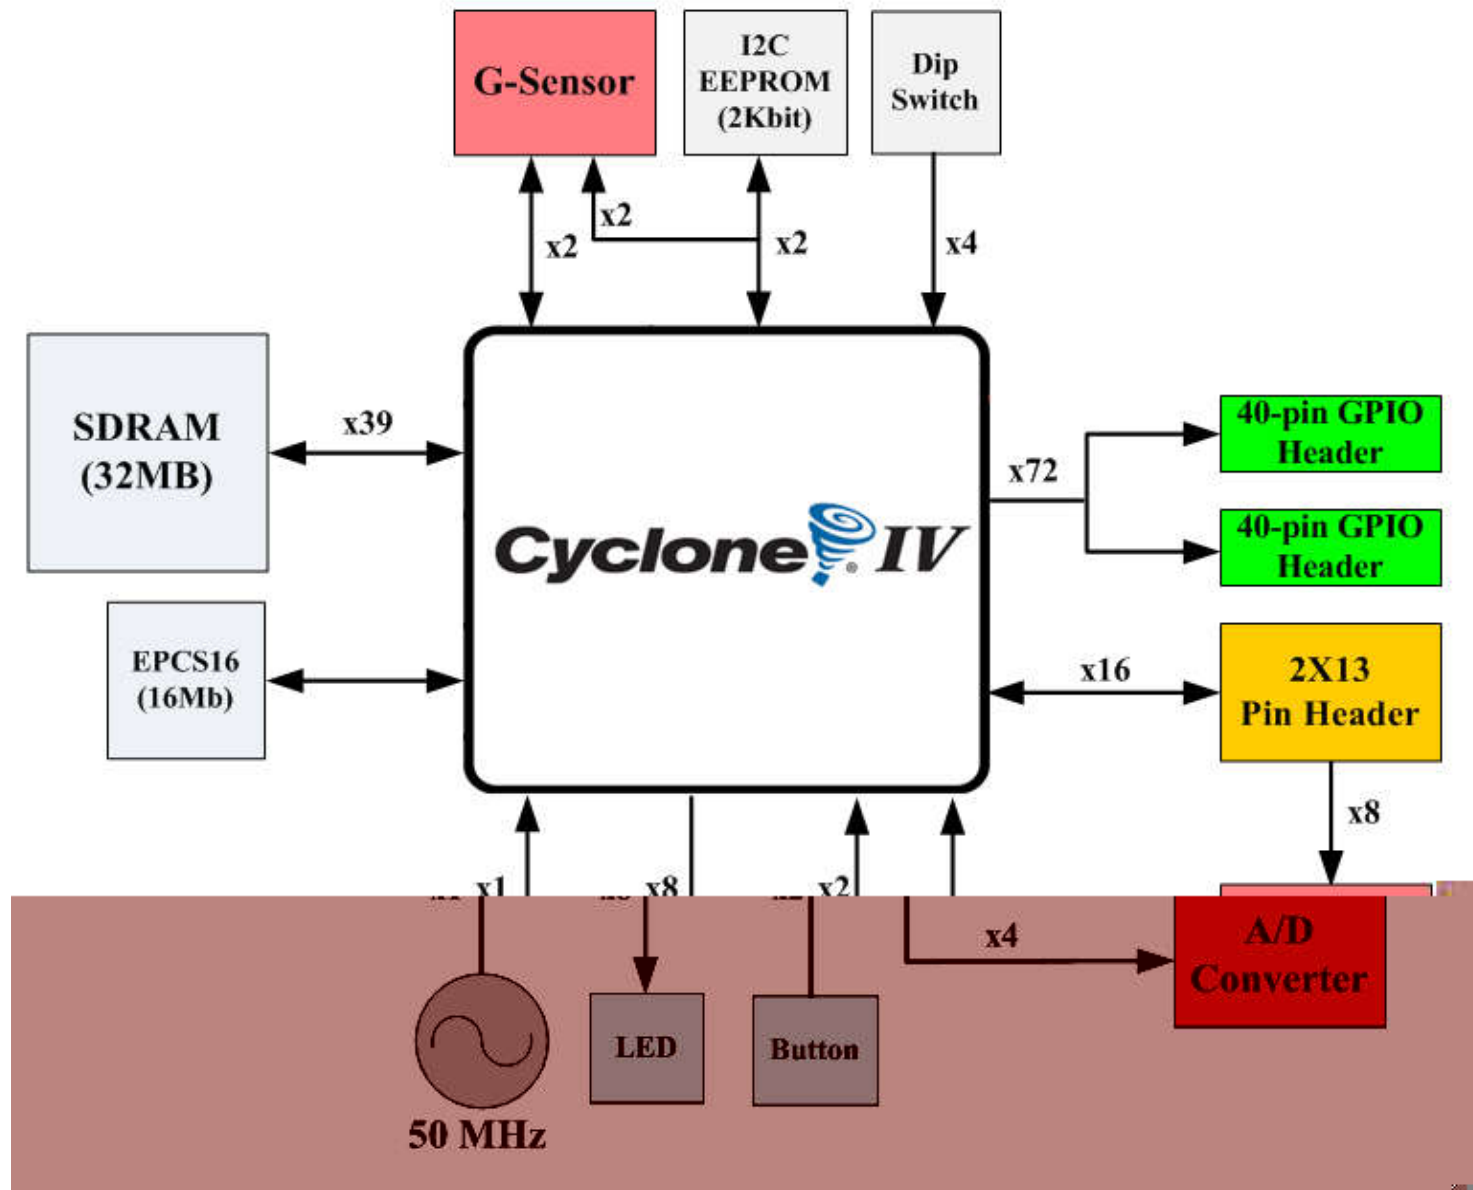 G-Sensor
I2C
EEPROM
(2Kbit)
Dip
Switch
x2
x2
x2
x4
SDRAM
(32MB)
x39
40-pin GPIO
Header
x72
Cyclone® IV
40-pin GPIO
Header
EPCS16
(16Mb)
x16
2X13
Pin Header
x8
x1
x8
x2
x4
A/D
Converter
LED
Button
50 MHz